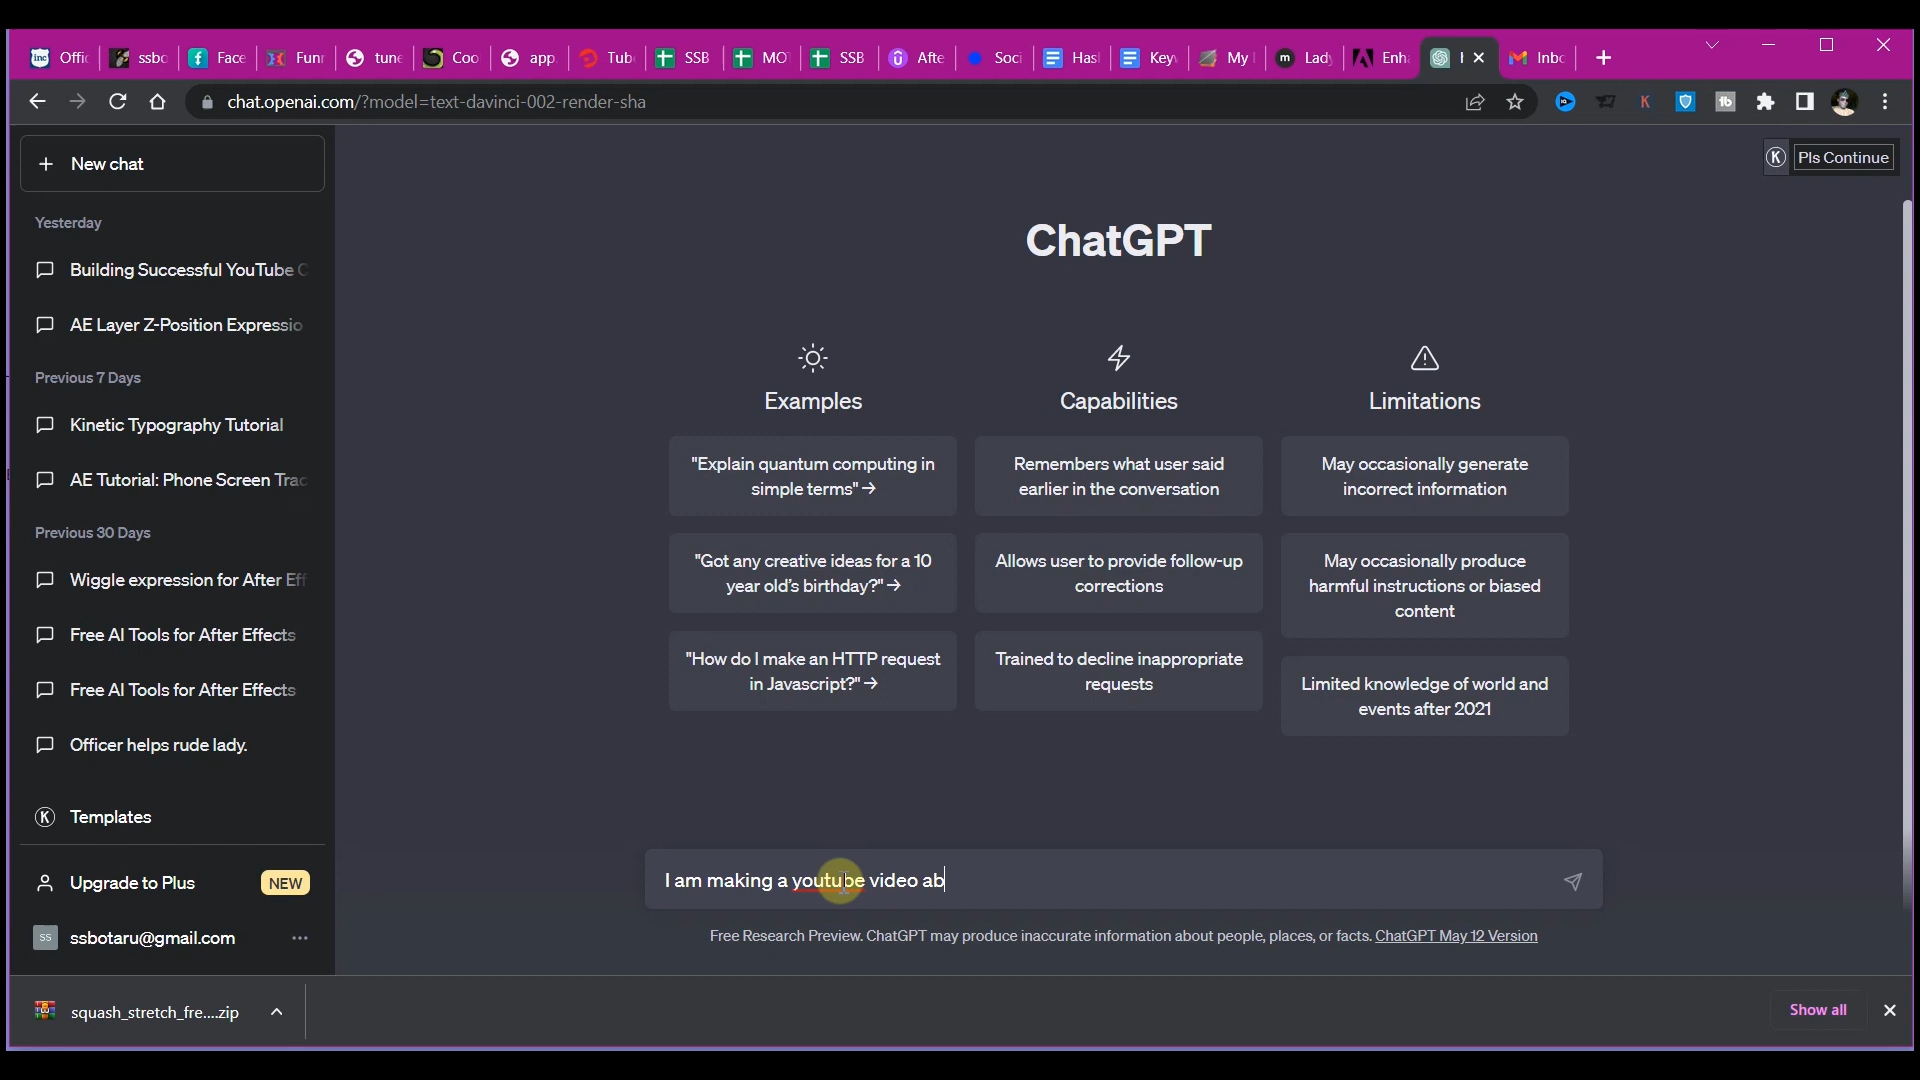 Offic
ssbo
Face
Funr
tune
Coo
app.
Tub
SSB
MO
SSB
Afte
Soci
Hasl
Key
My
Lad
Enh
Inbc
chat.openai.com/?model=text-davinci-002-render-sha
New chat
Pls Continue
Yesterday
Building Successful YouTube C
AE Layer Z-Position Expressio
Previous 7 Days
Kinetic Typography Tutorial
AE Tutorial: Phone Screen Trac
Previous 30 Days
Wiggle expression for After Eff
Free AI Tools for After Effects
Free AI Tools for After Effects
Officer helps rude lady.
Templates
Upgrade to Plus NEW
SS ssbotaru@gmail.com
ChatGPT
Examples
"Explain quantum computing in
simple terms" →
"Got any creative ideas for a 10
year old's birthday?" →
"How do I make an HTTP request
in Javascript?" →
Capabilities
Remembers what user said
earlier in the conversation
Allows user to provide follow-up
corrections
Trained to decline inappropriate
requests
Limitations
May occasionally generate
incorrect information
May occasionally produce
harmful instructions or biased
content
Limited knowledge of world and
events after 2021
I am making a youtube video ab
Free Research Preview. ChatGPT may produce inaccurate information about people, places, or facts. ChatGPT May 12 Version
squash_stretch_fre....zip
Show all